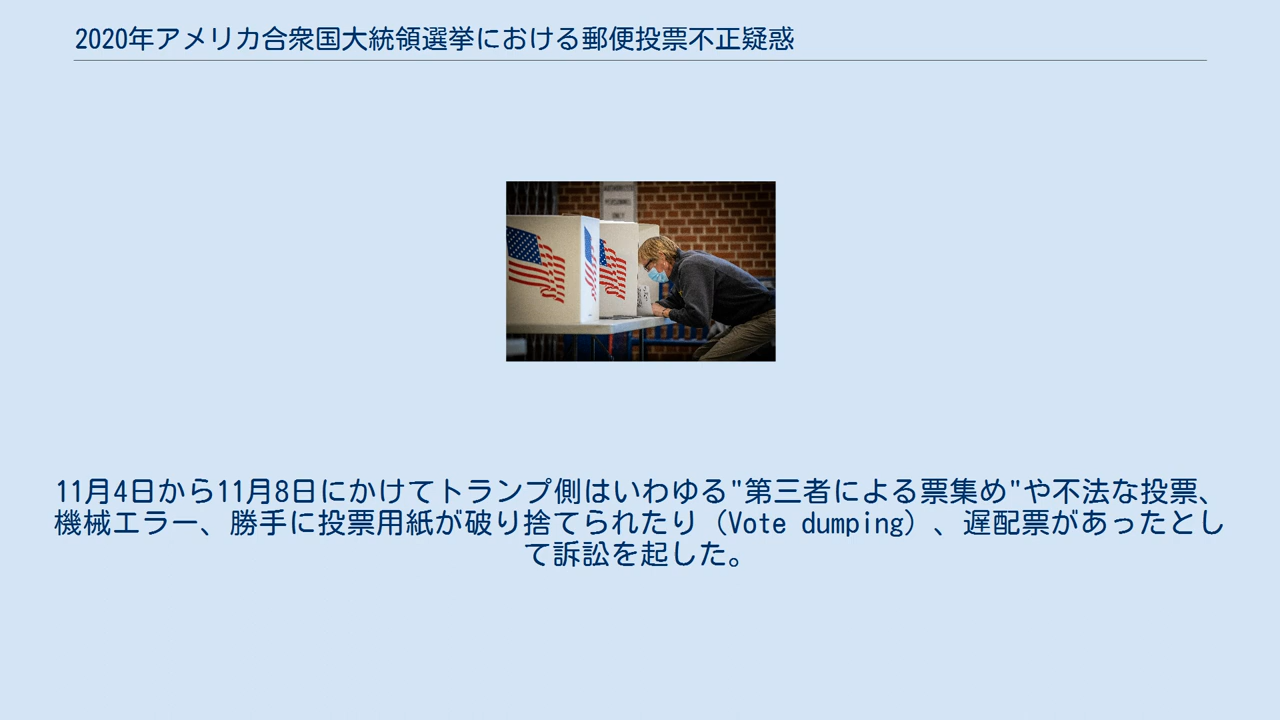 2020年アメリカ合衆国大統領選挙における郵便投票不正疑惑
AUTHORIZED
PERSONNEL
ONLY
11月4日から11月8日にかけてトランプ側はいわゆる"第三者による票集め"や不法な投票、
機械エラー、勝手に投票用紙が破り捨てられたり（Vote dumping）、遅配票があったとし
て訴訟を起した。